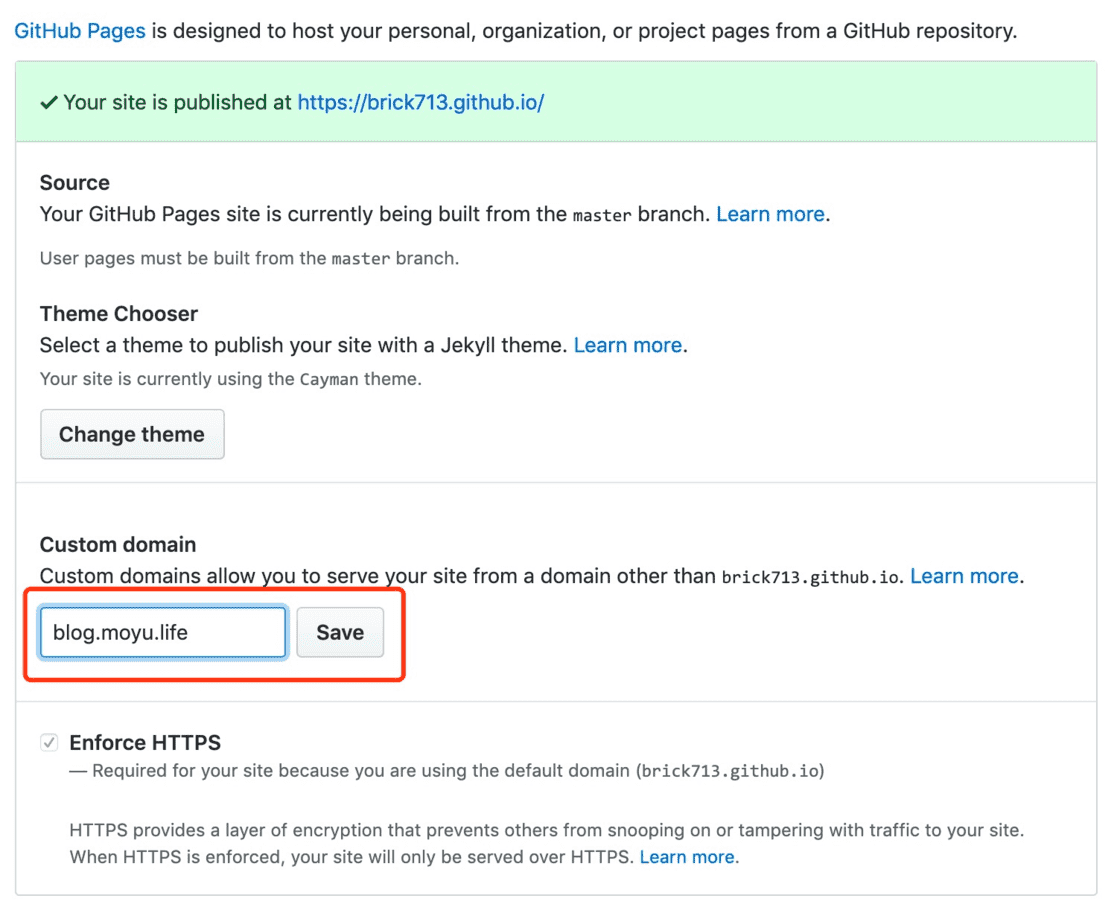 GitHub Pages is designed to host your personal, organization, or project pages from a GitHub repository.
Your site is published at https://brick713.github.io/
Source
Your GitHub Pages site is currently being built from the master branch. Learn more.
User pages must be built from the master branch.
Theme Chooser
Select a theme to publish your site with a Jekyll theme. Learn more.
Your site is currently using the Cayman theme.
Change theme
Custom domain
Custom domains allow you to serve your site from a domain other than brick713.github.io. Learn more.
blog.moyu.life Save
Enforce HTTPS
— Required for your site because you are using the default domain (brick713.github.io)
HTTPS provides a layer of encryption that prevents others from snooping on or tampering with traffic to your site.
When HTTPS is enforced, your site will only be served over HTTPS. Learn more.